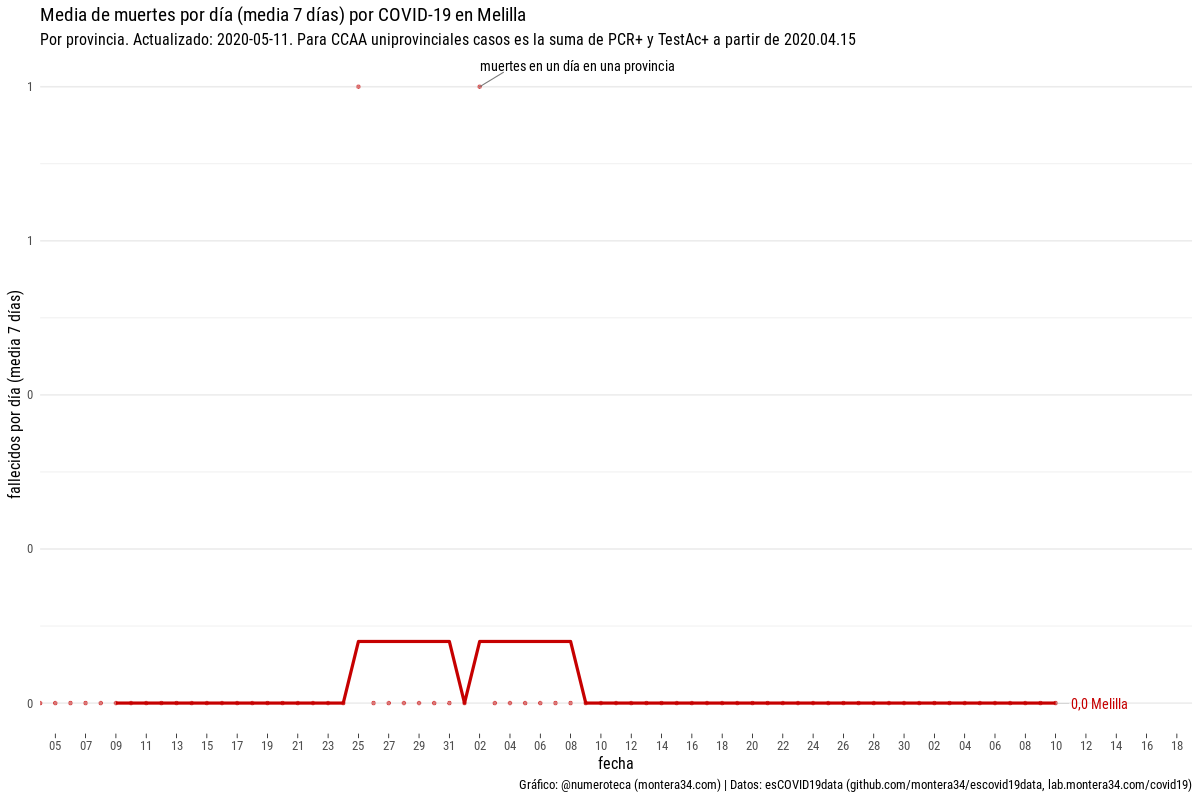 Media de muertes por día (media 7 días) por COVID-19 en Melilla
Por provincia. Actualizado: 2020-05-11. Para CCAA uniprovinciales casos es la suma de PCR+ y TestAc+ a partir de 2020.04.15
muertes en un día en una provincia
1
1
0
0
0
fallecidos por día (media 7 días)
0,0 Melilla
05 07 09 11 13 15 17 19 21 23 25 27 29 31 02 04 06 08 10 12 14 16 18 20 22 24 26 28 30 02 04 06 08 10 12 14 16 18
fecha
Gráfico: @numeroteca (montera34.com) | Datos: esCOVID19data (github.com/montera34/escovid19data, lab.montera34.com/covid19)